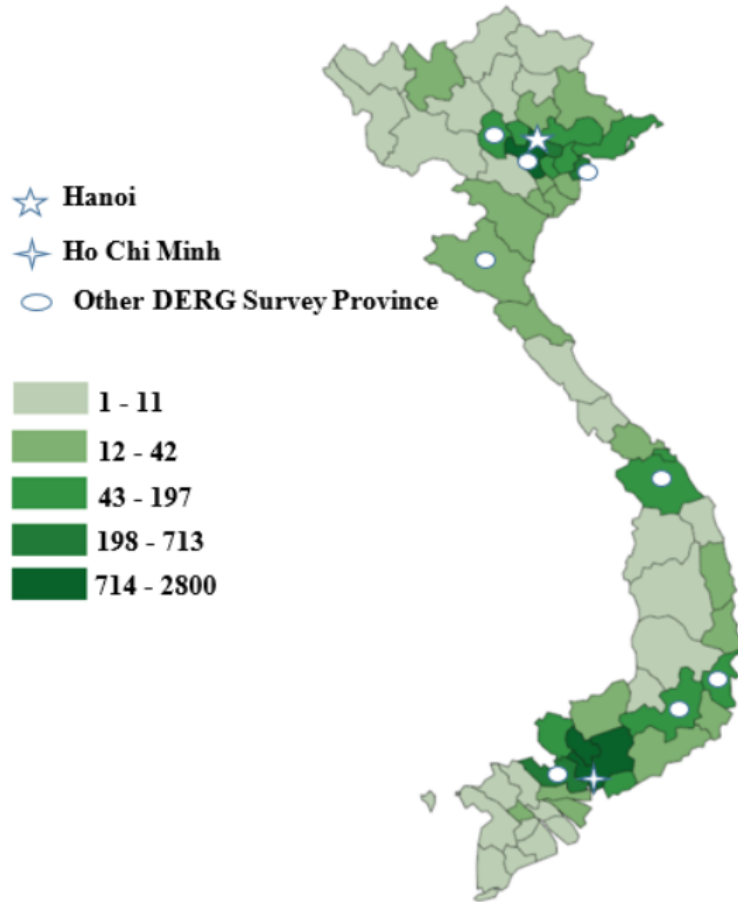 Hanoi
Ho Chi Minh
Other DERG Survey Province
1 - 11
12 - 42
43 - 197
198 - 713
714 - 2800